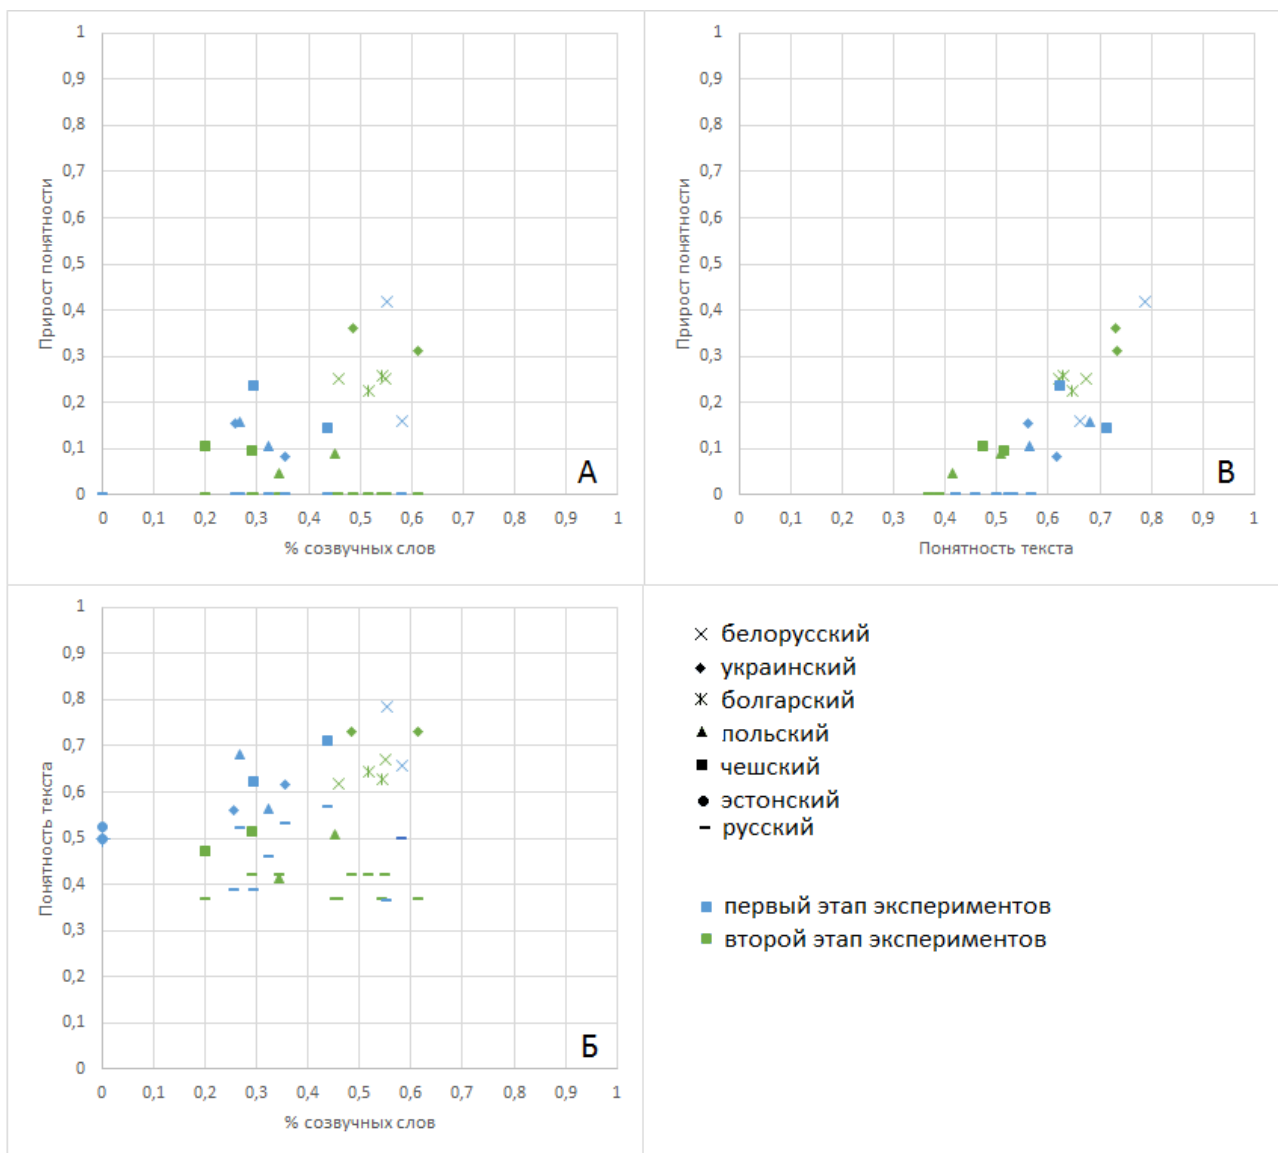 1
0,9
0,8
0,7
0,6
0,5
0,4
0,3
0,2
0,1
0
Прирост понятности
0 0,1 0,2 0,3 0,4 0,5 0,6 0,7 0,8 0,9 1
% созвучных слов
А
1
0,9
0,8
0,7
0,6
0,5
0,4
0,3
0,2
0,1
0
Прирост понятности
0 0,1 0,2 0,3 0,4 0,5 0,6 0,7 0,8 0,9 1
Понятность текста
В
1
0,9
0,8
0,7
0,6
0,5
0,4
0,3
0,2
0,1
0
Понятность текста
0 0,1 0,2 0,3 0,4 0,5 0,6 0,7 0,8 0,9 1
% созвучных слов
Б
белорусский
украинский
болгарский
польский
чешский
эстонский
русский
первый этап экспериментов
второй этап экспериментов